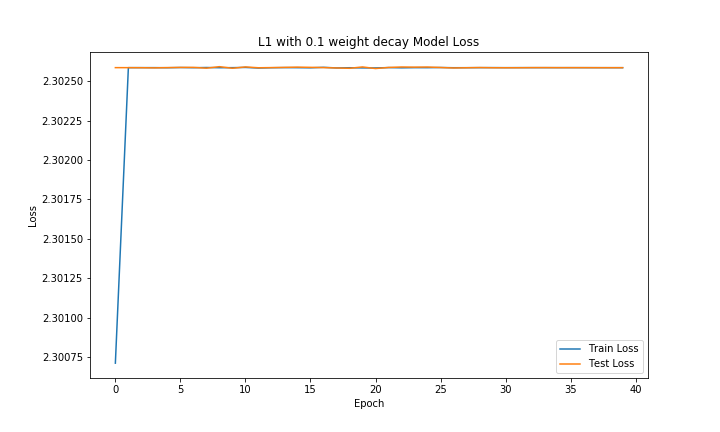 L1 with 0.1 weight decay Model Loss
2.30250
2.30225
2.30200
2.30175
2.30150
2.30125
2.30100
2.30075
Loss
Train Loss
Test Loss
0 5 10 15 20 25 30 35 40
Epoch